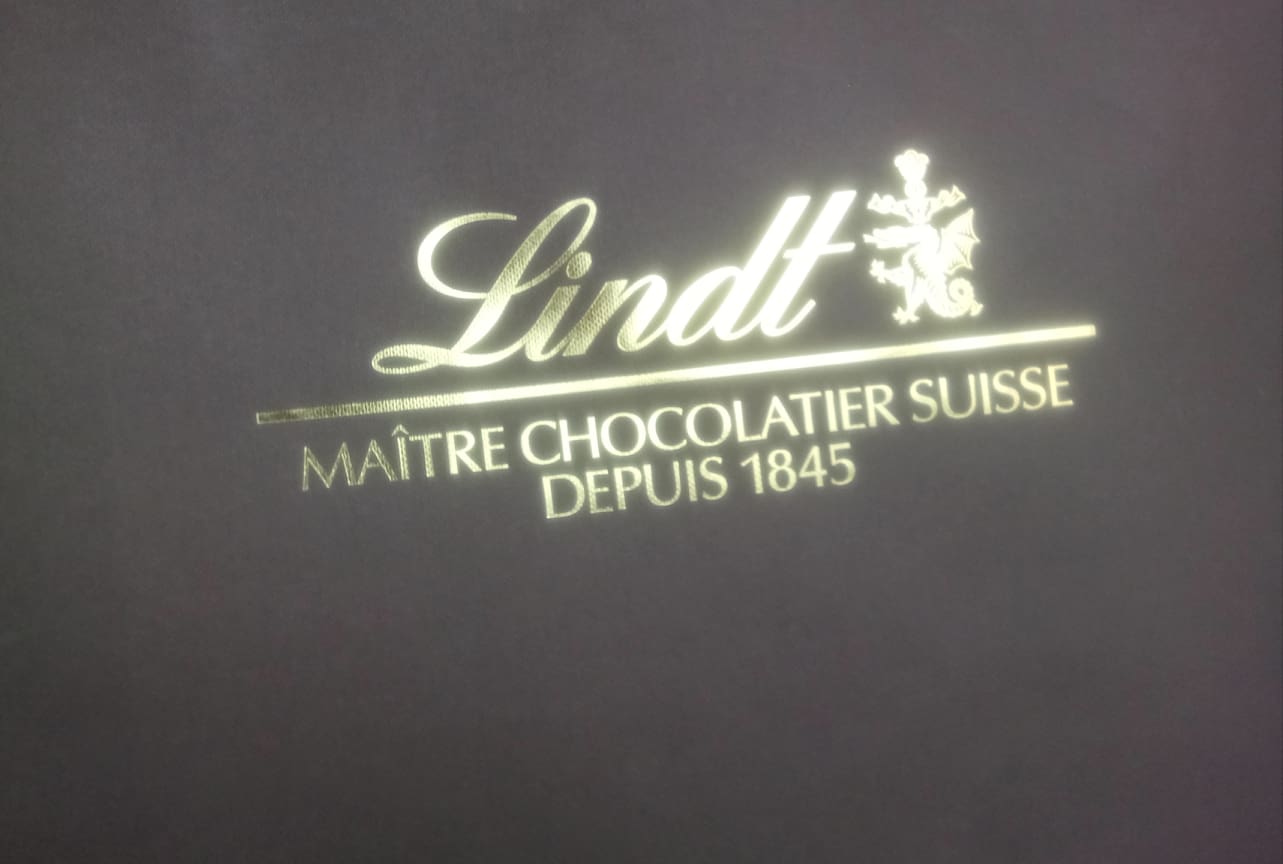 Lindt
MAÎTRE CHOCOLATIER SUISSE
DEPUIS 1845